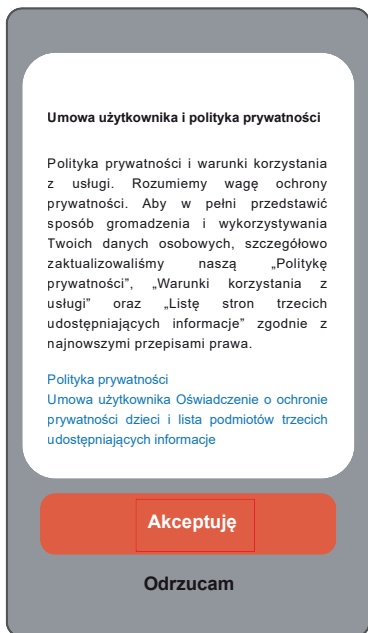 Umowa użytkownika i polityka prywatności
Polityka prywatności i warunki korzystania
z usługi. Rozumiemy wagę ochrony
prywatności. Aby w pełni przedstawić
sposób gromadzenia i wykorzystywania
Twoich danych osobowych, szczegółowo
zaktualizowaliśmy naszą „Politykę
prywatności”, „Warunki korzystania z
usługi” oraz „Listę stron trzecich
udostępniających informacje” zgodnie z
najnowszymi przepisami prawa.
Polityka prywatności
Umowa użytkownika Oświadczenie o ochronie
prywatności dzieci i lista podmiotów trzecich
udostępniających informacje
Akceptuję
Odrzucam